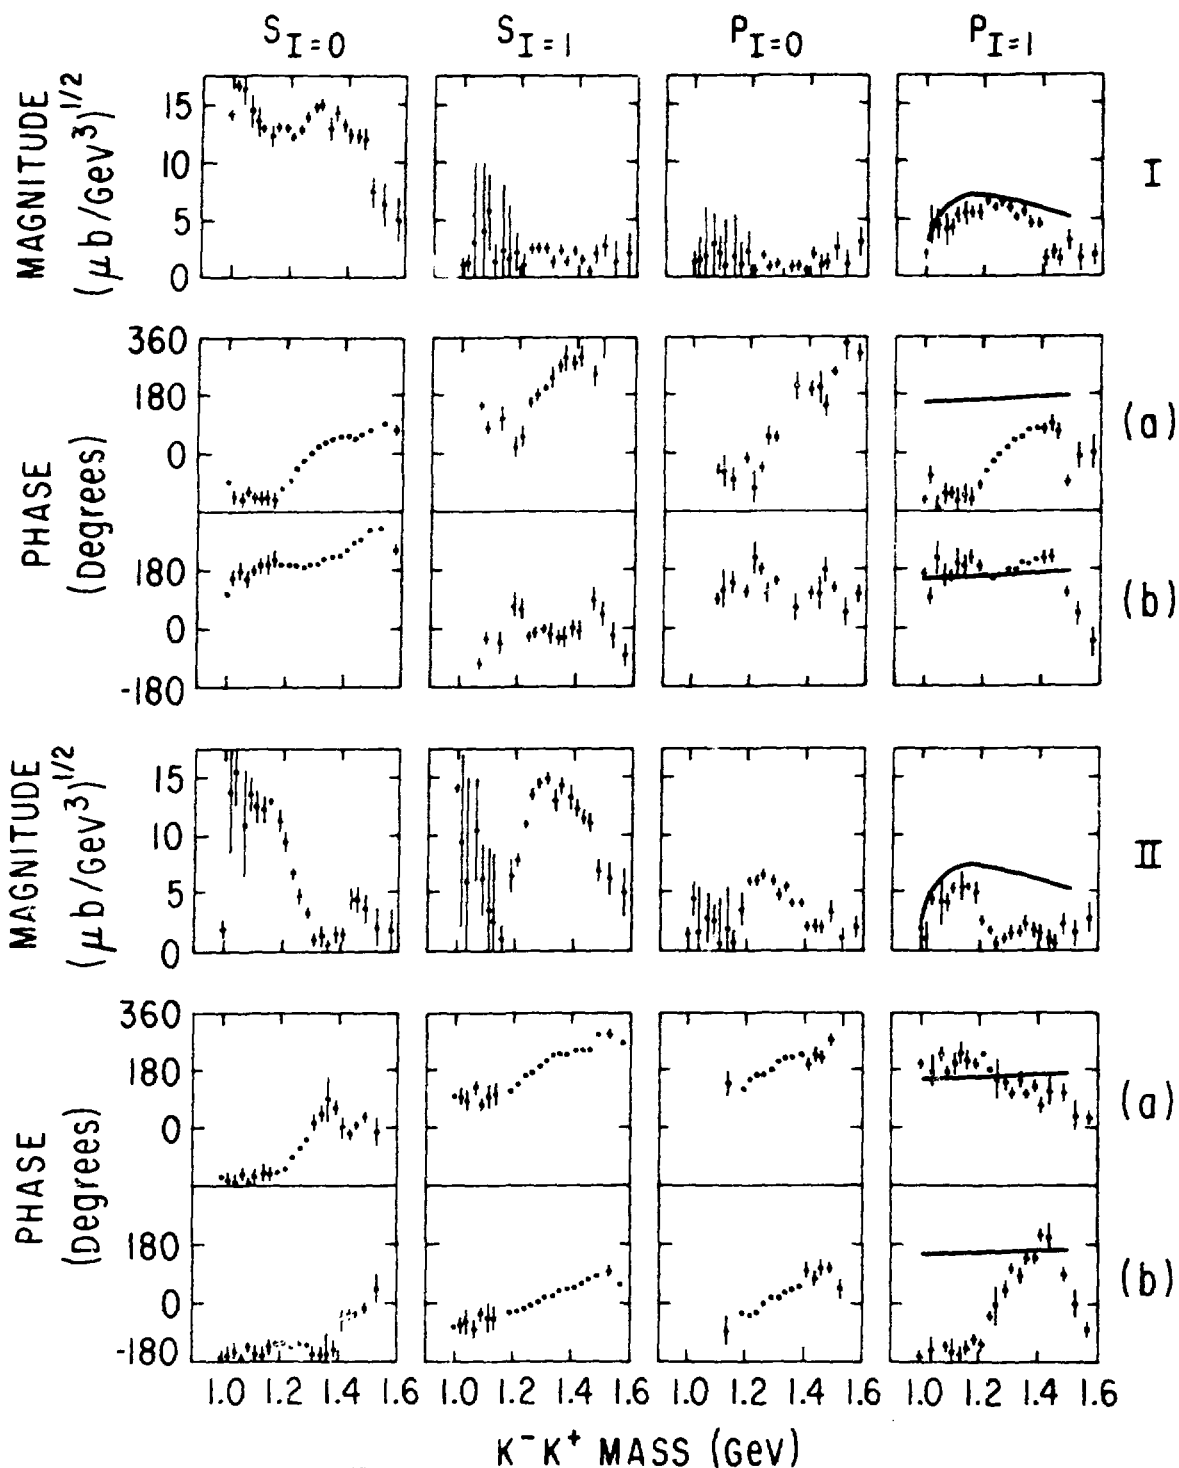 S I=0 S I=1 P I=0 P I=1
MAGNITUDE
(μb/GeV³)^1/2
15
10
5
0
I
PHASE
(Degrees)
360
180
0
(a)
180
0
-180
(b)
MAGNITUDE
(μb/GeV³)^1/2
15
10
5
0
II
PHASE
(Degrees)
360
180
0
(a)
180
0
-180
(b)
1.0 1.2 1.4 1.6 1.0 1.2 1.4 1.6 1.0 1.2 1.4 1.6 1.0 1.2 1.4 1.6
K⁻K⁺ MASS (GeV)